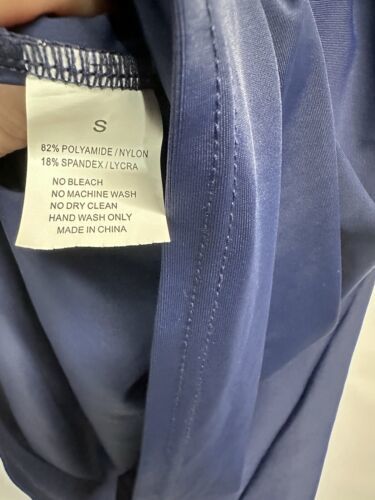 S
82% POLYAMIDE/NYLON
18% SPANDEX/LYCRA
NO BLEACH
NO MACHINE WASH
NO DRY CLEAN
HAND WASH ONLY
MADE IN CHINA